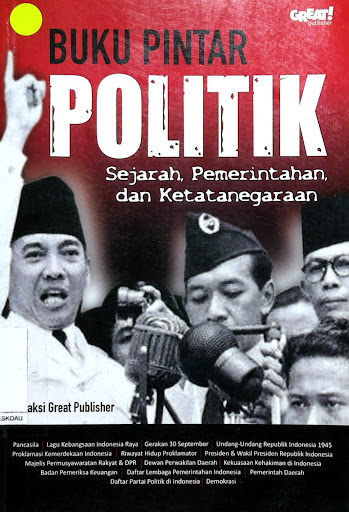 GREAT!
publisher
BUKU PINTAR
POLITIK
Sejarah, Pemerintahan,
dan Ketatanegaraan
aksi Great Publisher
ESKOAU
Pancasila | Lagu Kebangsaan Indonesia Raya | Gerakan 30 September | Undang-Undang Republik Indonesia 1945
Proklamasi Kemerdekaan Indonesia | Riwayat Hidup Proklamator | Presiden & Wakil Presiden Republik Indonesia
Majelis Permusyawaratan Rakyat & DPR | Dewan Perwakilan Daerah | Kekuasaan Kehakiman di Indonesia
Badan Pemeriksa Keuangan | Daftar Lembaga Pemerintahan Indonesia | Pemerintah Daerah
Daftar Partai Politik di Indonesia | Demokrasi